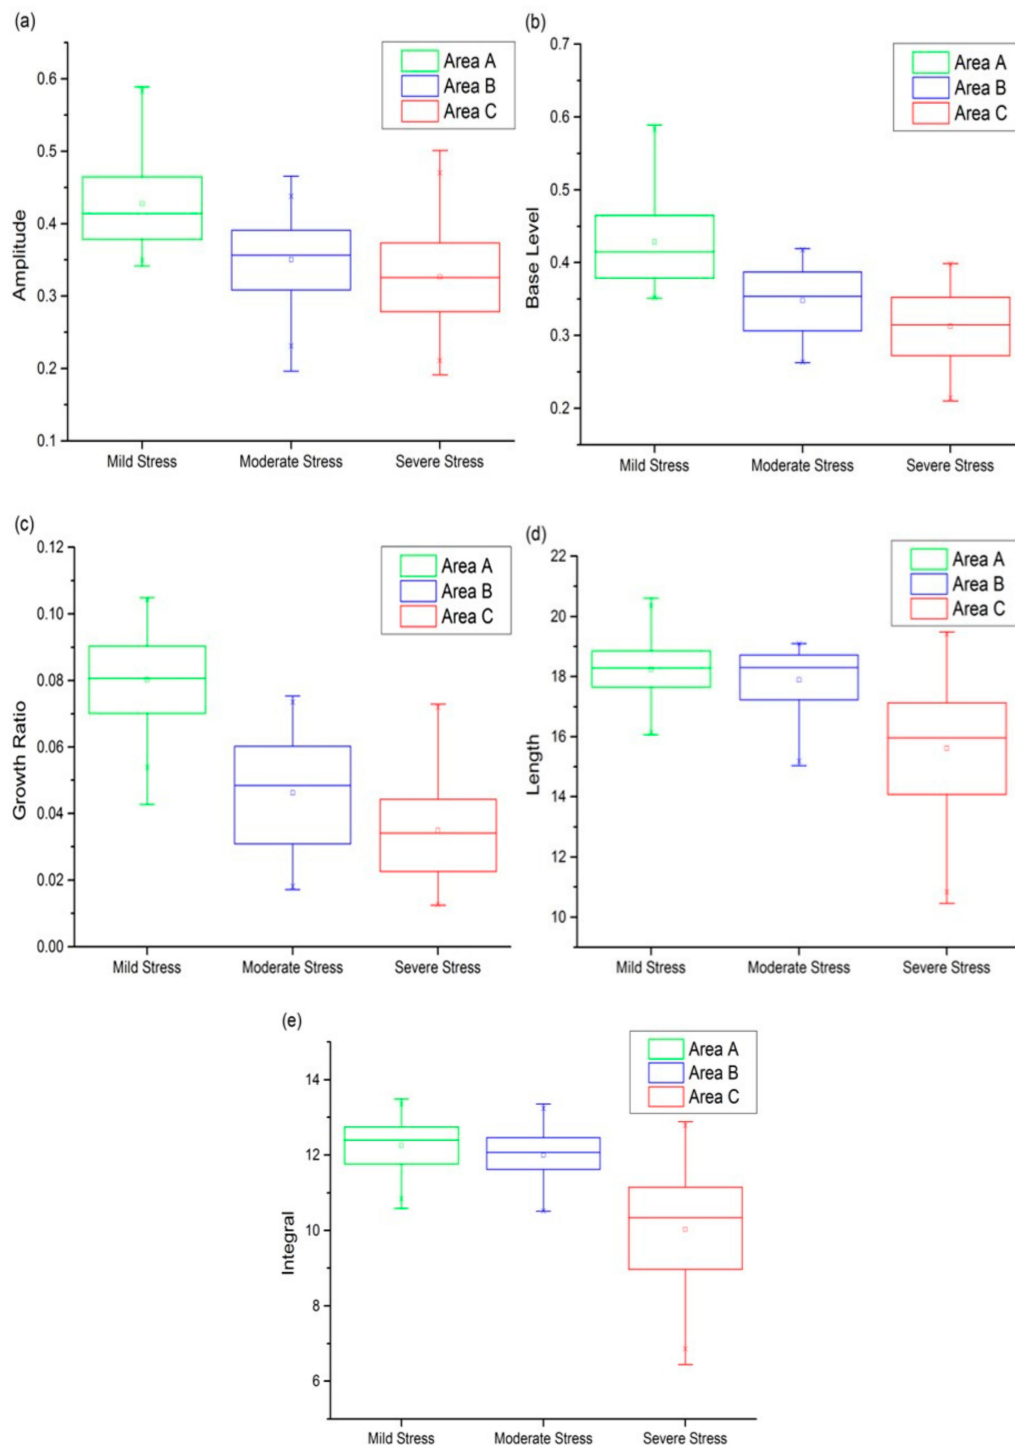 (a)
Amplitude
0.6
0.5
0.4
0.3
0.2
0.1
Area A
Area B
Area C
Mild Stress
Moderate Stress
Severe Stress
(b)
Base Level
0.7
0.6
0.5
0.4
0.3
0.2
Area A
Area B
Area C
Mild Stress
Moderate Stress
Severe Stress
(c)
Growth Ratio
0.12
0.10
0.08
0.06
0.04
0.02
0.00
Area A
Area B
Area C
Mild Stress
Moderate Stress
Severe Stress
(d)
Length
22
20
18
16
14
12
10
Area A
Area B
Area C
Mild Stress
Moderate Stress
Severe Stress
(e)
Integral
14
12
10
8
6
Area A
Area B
Area C
Mild Stress
Moderate Stress
Severe Stress